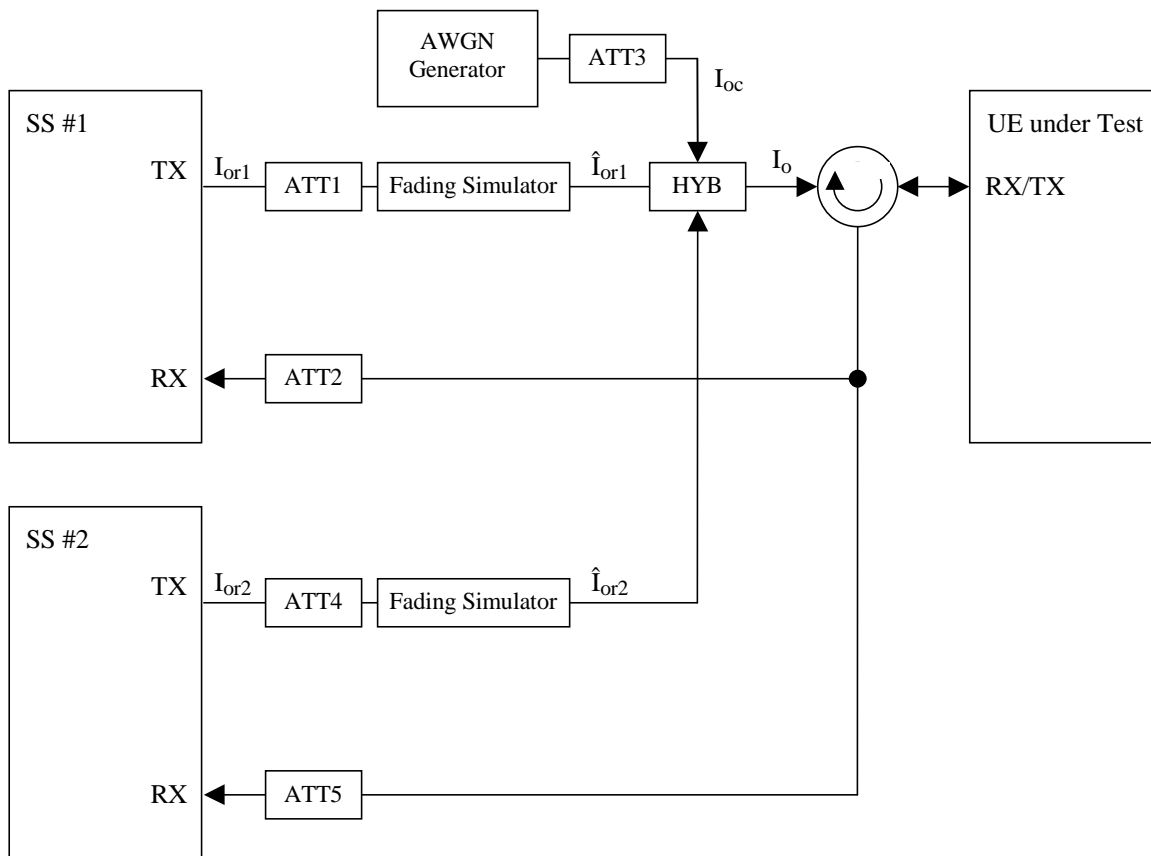 AWGN
Generator
ATT3
I_oc
SS #1
UE under Test
TX
I_or1
ATT1
Fading Simulator
Î_or1
HYB
I_o
RX/TX
RX
ATT2
SS #2
TX
I_or2
ATT4
Fading Simulator
Î_or2
RX
ATT5